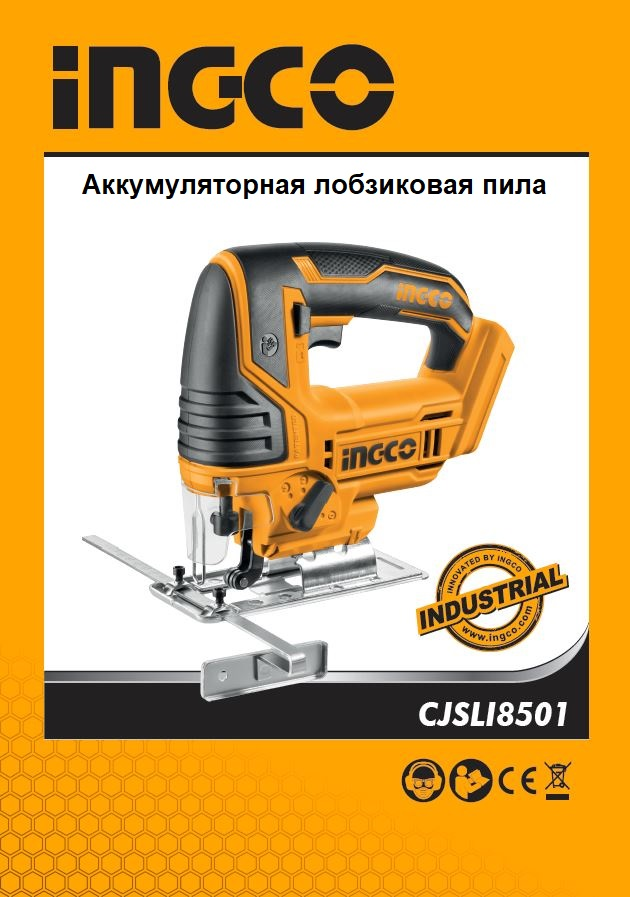 INGCO
Аккумуляторная лобзиковая пила
INGCO
INGCO
INNOVATED BY INGCO
INDUSTRIAL
www.ingco.com
CJSLI8501
CE